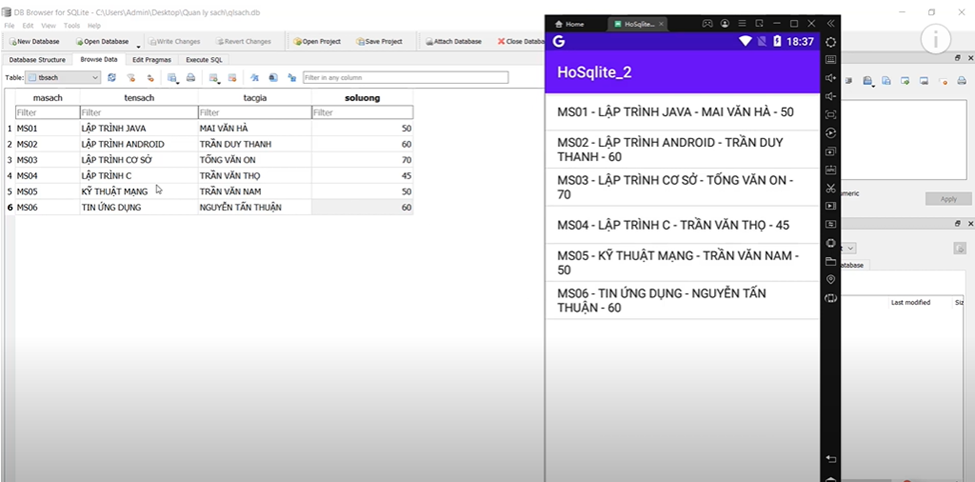 DB Browser for SQLite - C:\Users\Admin\Desktop\Quan ly sach\qlsach.db
File Edit View Tools Help
New Database Open Database Write Changes Revert Changes Open Project Save Project Attach Database Close Databa
Database Structure Browse Data Edit Pragmas Execute SQL
Table: tbsach Filter in any column
masach tensach tacgia soluong
Filter Filter Filter Filter
1 MS01 LẬP TRÌNH JAVA MAI VĂN HÀ 50
2 MS02 LẬP TRÌNH ANDROID TRẦN DUY THANH 60
3 MS03 LẬP TRÌNH CƠ SỞ TỐNG VĂN ON 70
4 MS04 LẬP TRÌNH C TRẦN VĂN THỌ 45
5 MS05 KỸ THUẬT MẠNG TRẦN VĂN NAM 50
6 MS06 TIN ỨNG DỤNG NGUYỄN TẤN THUẬN 60
Home HoSqlite...
G 18:37
HoSqlite_2
MS01 - LẬP TRÌNH JAVA - MAI VĂN HÀ - 50
MS02 - LẬP TRÌNH ANDROID - TRẦN DUY
THANH - 60
MS03 - LẬP TRÌNH CƠ SỞ - TỐNG VĂN ON -
70
MS04 - LẬP TRÌNH C - TRẦN VĂN THỌ - 45
MS05 - KỸ THUẬT MẠNG - TRẦN VĂN NAM -
50
MS06 - TIN ỨNG DỤNG - NGUYỄN TẤN
THUẬN - 60
i
umeric
Apply
atabase
Last modified Siz